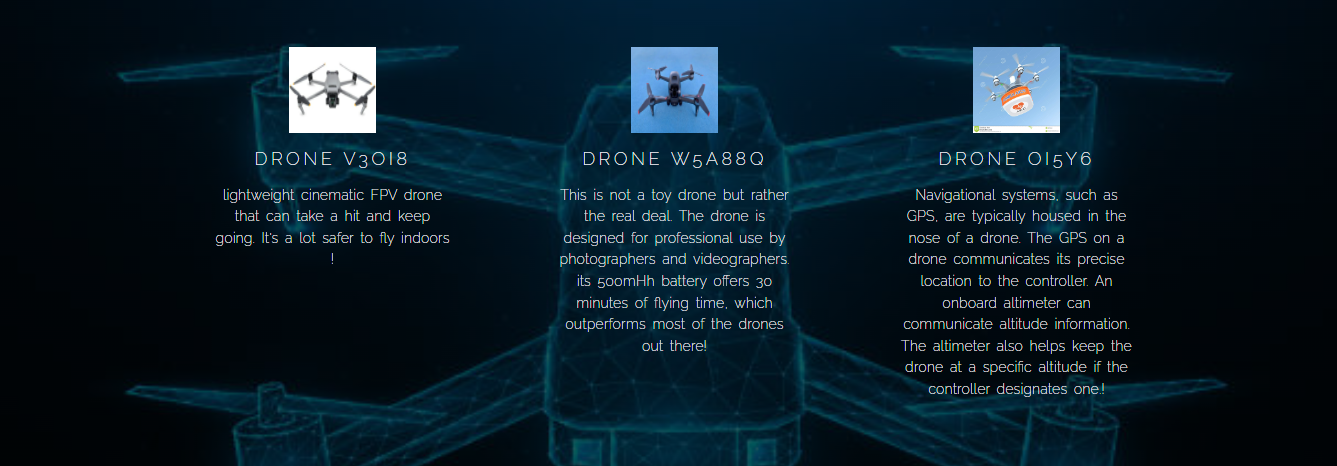 DRONE V3OI8
lightweight cinematic FPV drone
that can take a hit and keep
going. It's a lot safer to fly indoors
!
DRONE W5A88Q
This is not a toy drone but rather
the real deal. The drone is
designed for professional use by
photographers and videographers.
its 500mHh battery offers 30
minutes of flying time, which
outperforms most of the drones
out there!
DRONE OI5Y6
Navigational systems, such as
GPS, are typically housed in the
nose of a drone. The GPS on a
drone communicates its precise
location to the controller. An
onboard altimeter can
communicate altitude information.
The altimeter also helps keep the
drone at a specific altitude if the
controller designates one.!